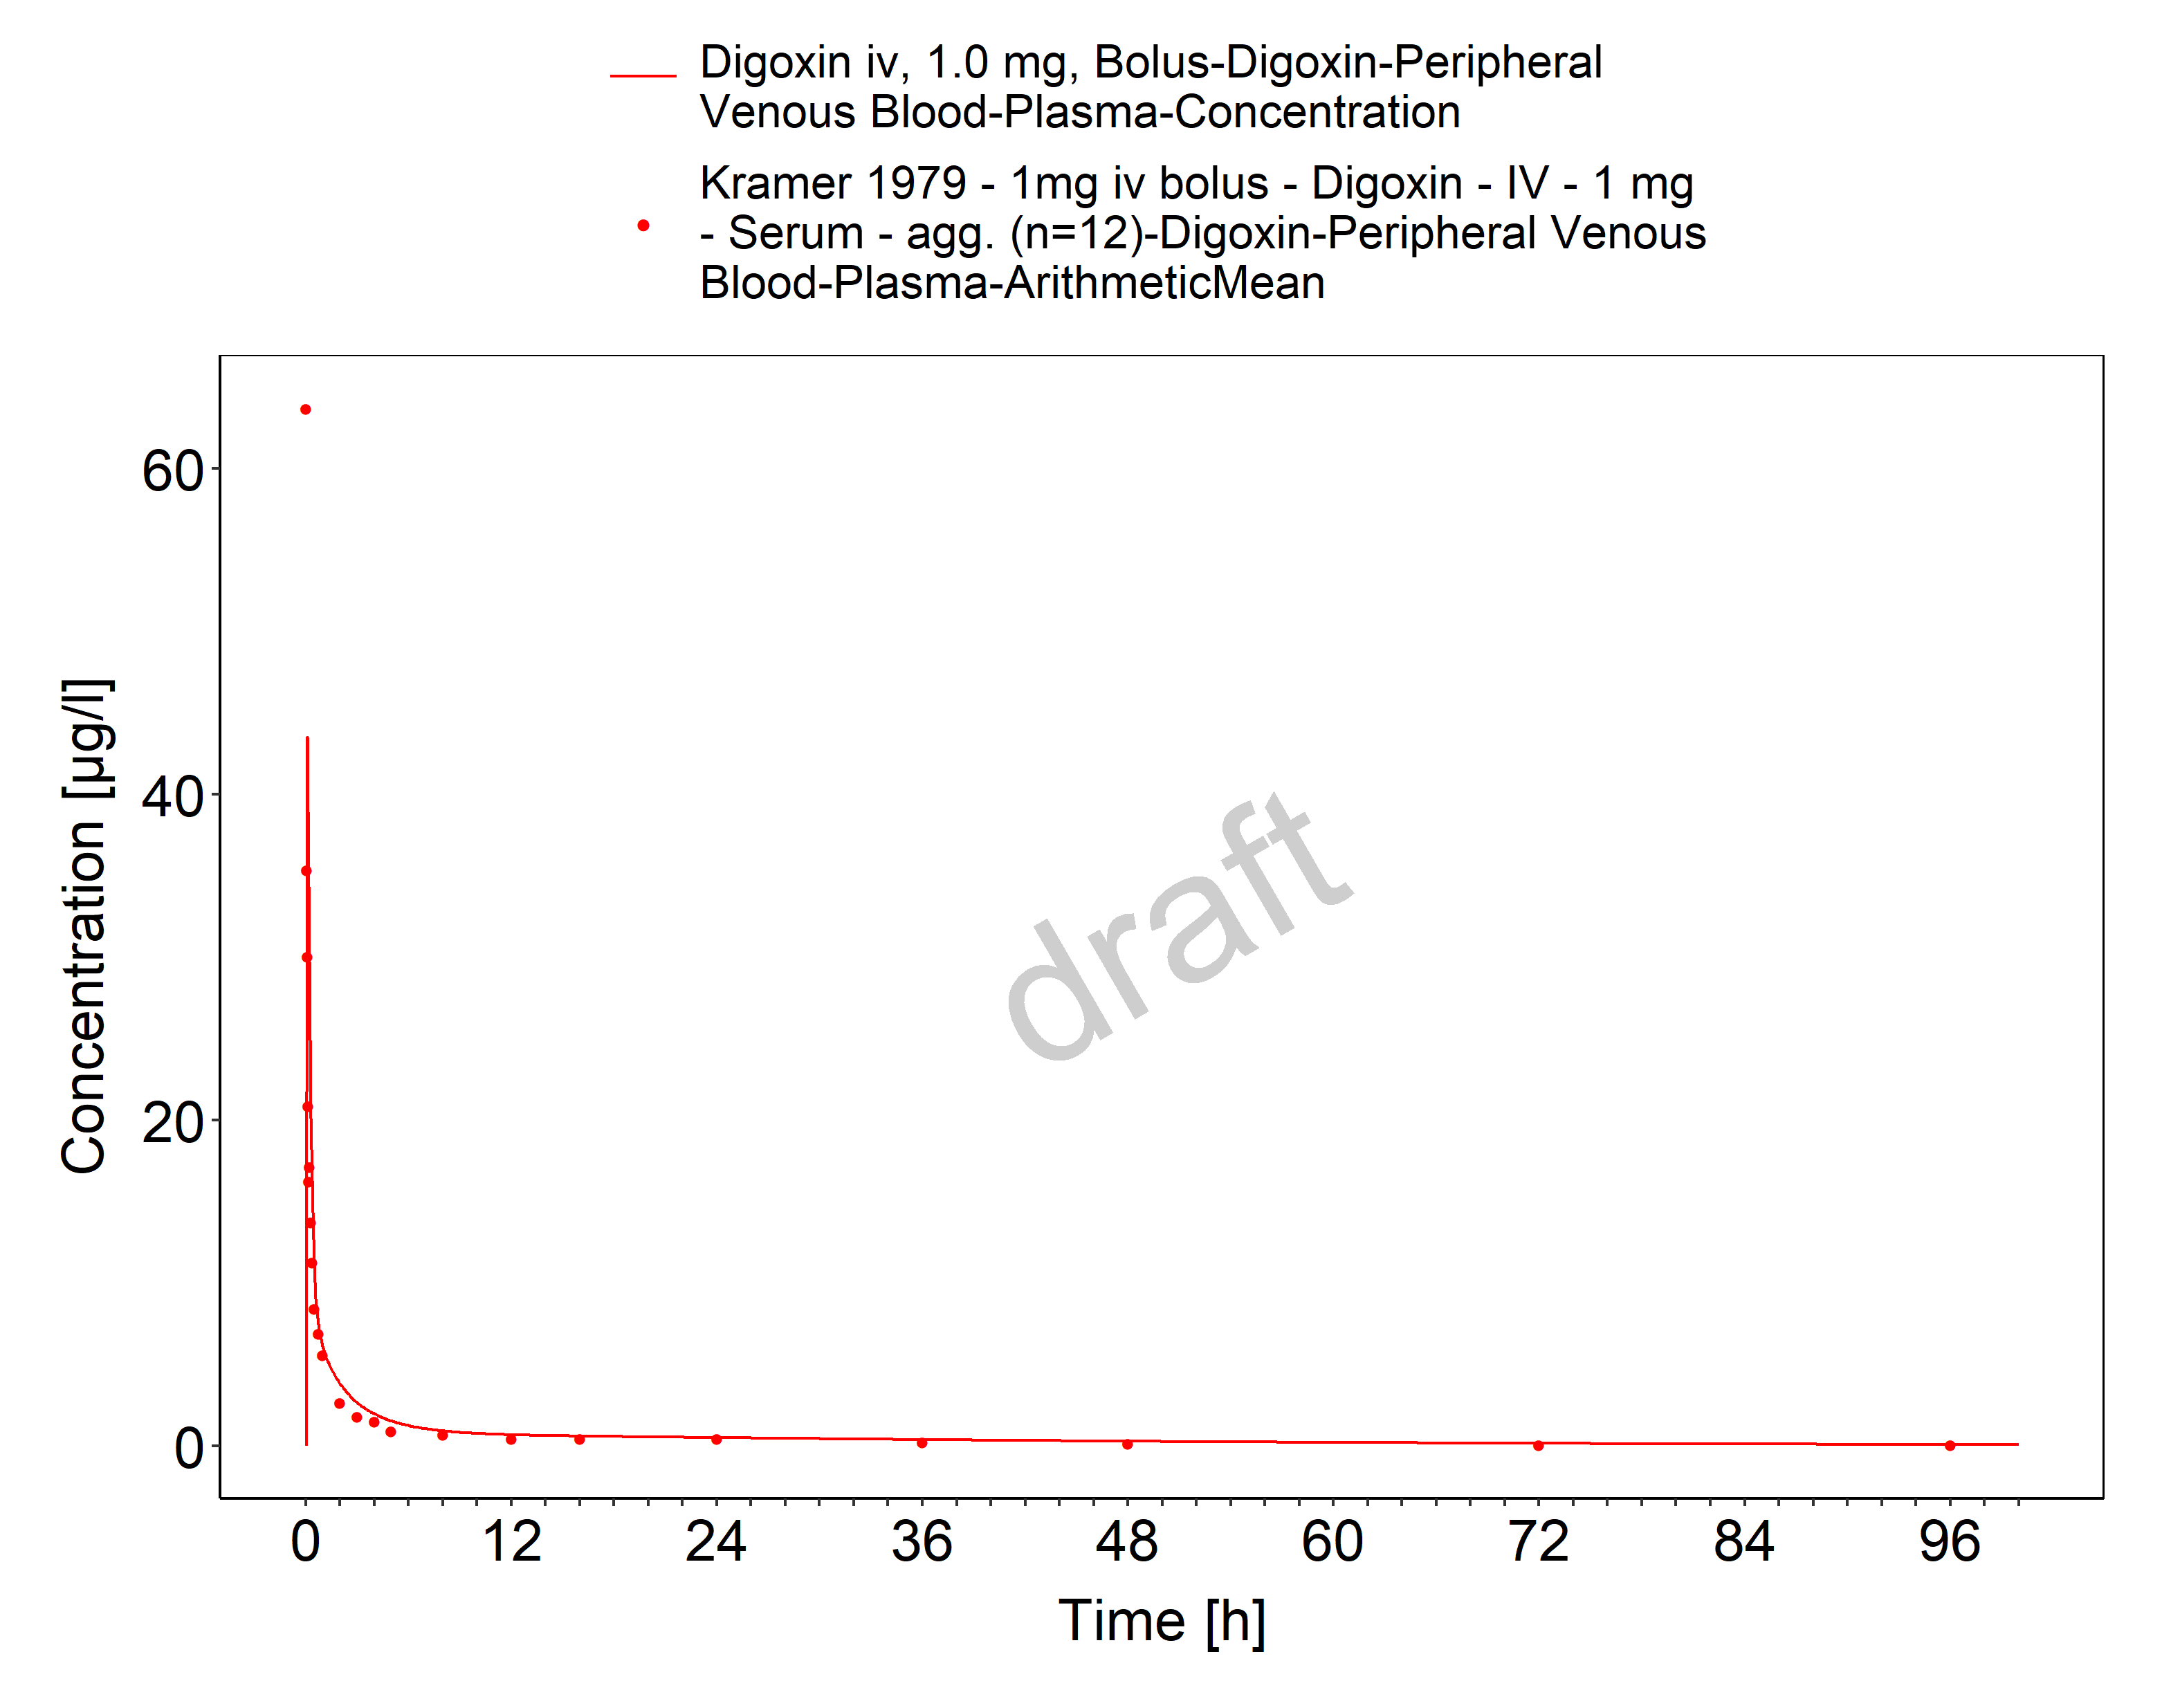 Digoxin iv, 1.0 mg, Bolus-Digoxin-Peripheral
Venous Blood-Plasma-Concentration
Kramer 1979 - 1mg iv bolus - Digoxin - IV - 1 mg
- Serum - agg. (n=12)-Digoxin-Peripheral Venous
Blood-Plasma-ArithmeticMean
60
40
20
0
Concentration [µg/l]
draft
0 12 24 36 48 60 72 84 96
Time [h]